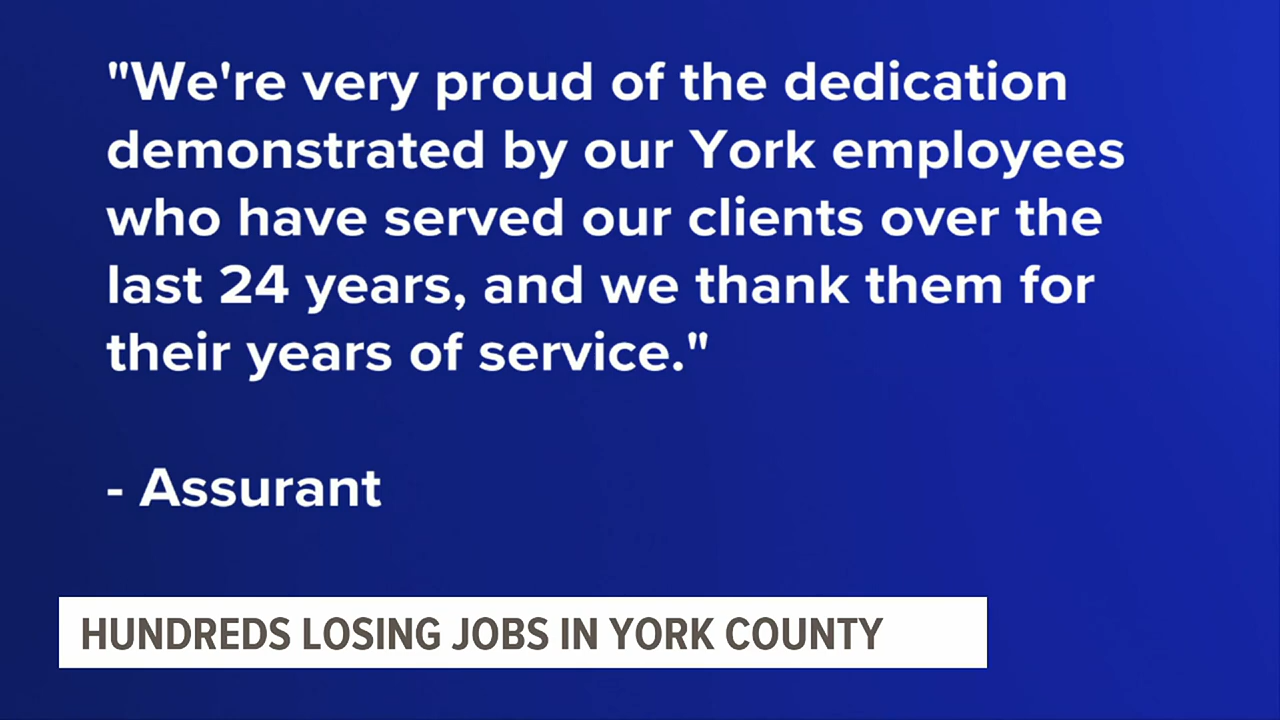 "We're very proud of the dedication
demonstrated by our York employees
who have served our clients over the
last 24 years, and we thank them for
their years of service."
- Assurant
HUNDREDS LOSING JOBS IN YORK COUNTY